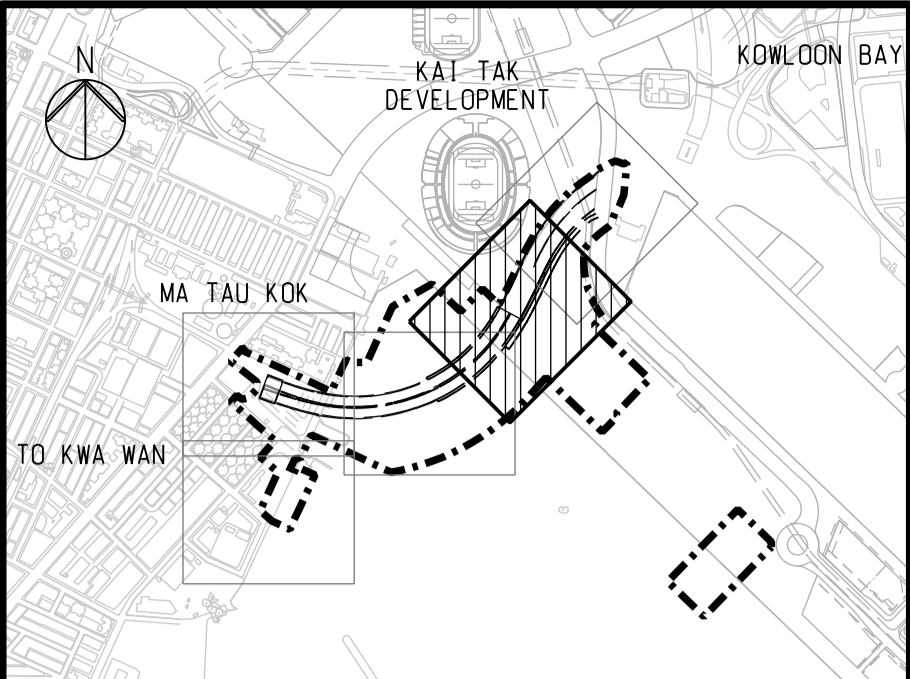 N
KAI TAK
DEVELOPMENT
KOWLOON BAY
MA TAU KOK
TO KWA WAN